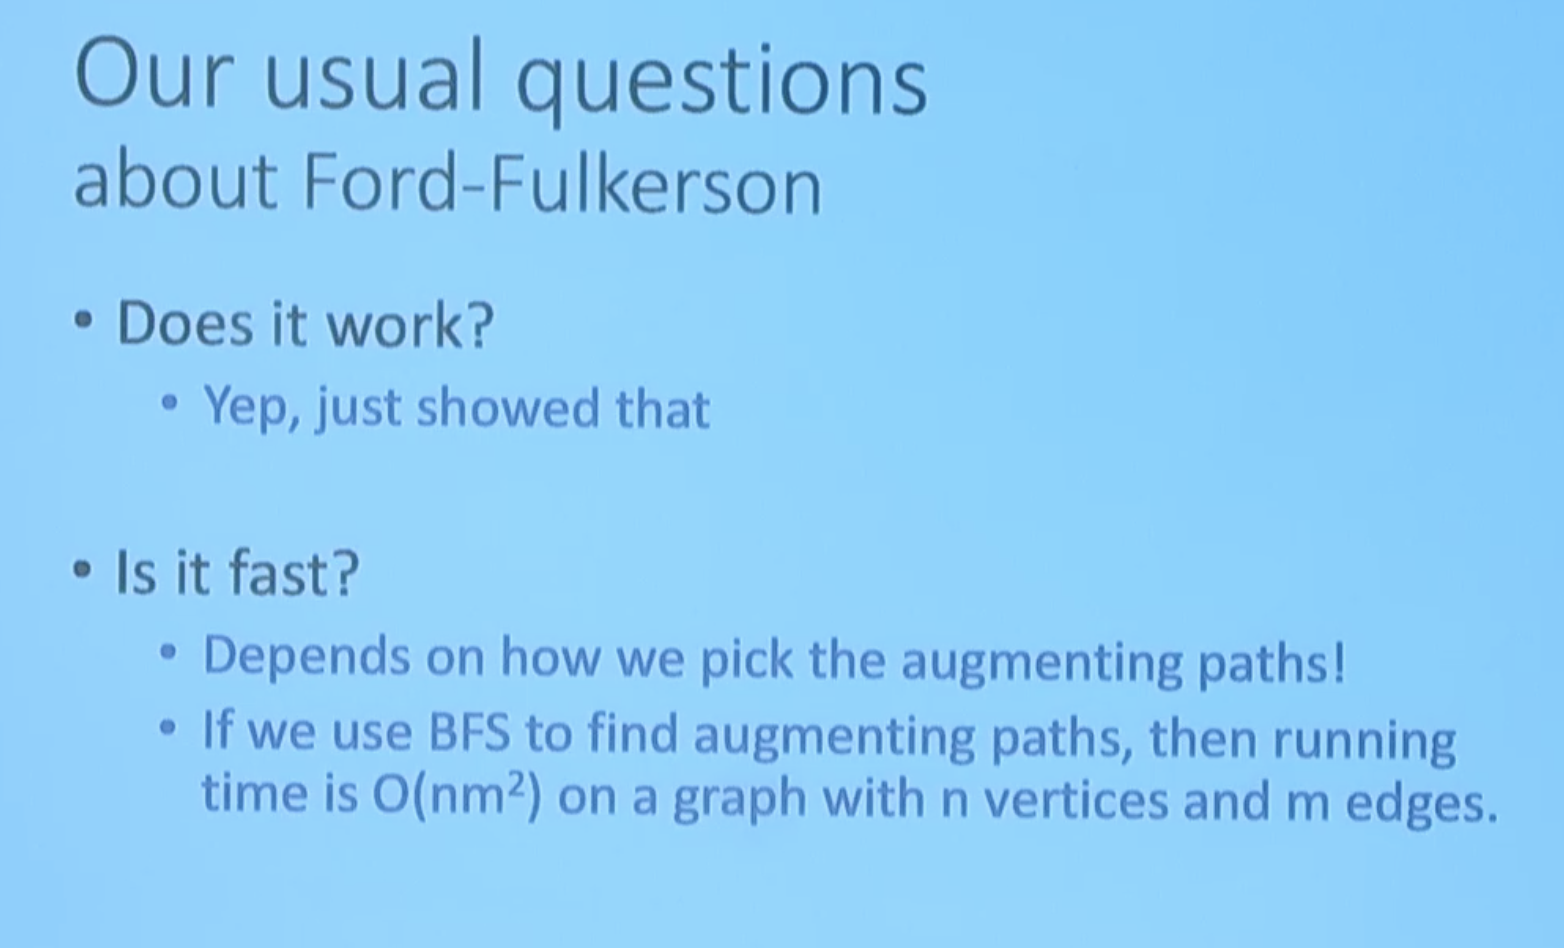 Our usual questions
about Ford-Fulkerson
• Does it work?
• Yep, just showed that
• Is it fast?
• Depends on how we pick the augmenting paths!
• If we use BFS to find augmenting paths, then running
time is O(nm²) on a graph with n vertices and m edges.